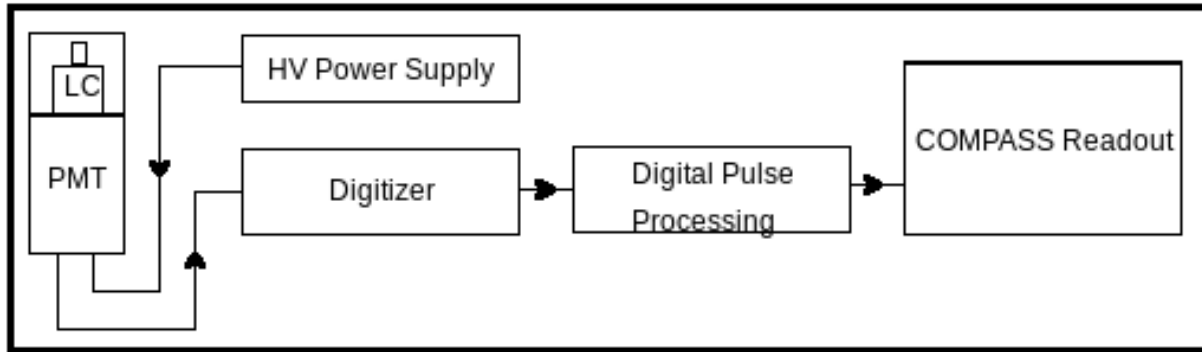 LC
PMT
HV Power Supply
Digitizer
Digital Pulse
Processing
COMPASS Readout